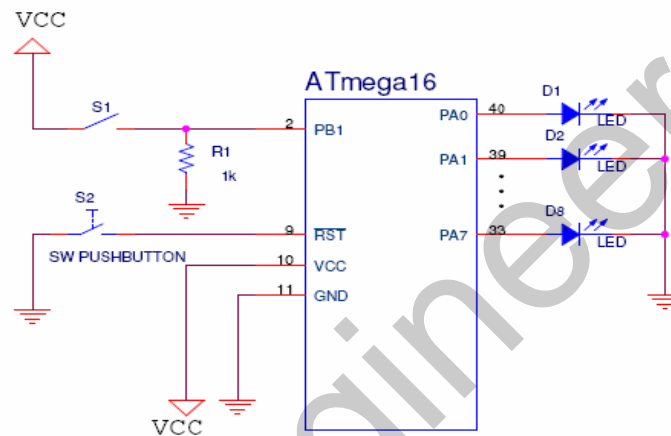 VCC
ATmega16
S1
2 PB1
R1
1k
PA0 40
D1
LED
PA1 39
D2
LED
PA7 33
D8
LED
S2
SW PUSHBUTTON
9 RST
10 VCC
11 GND
VCC
gineer